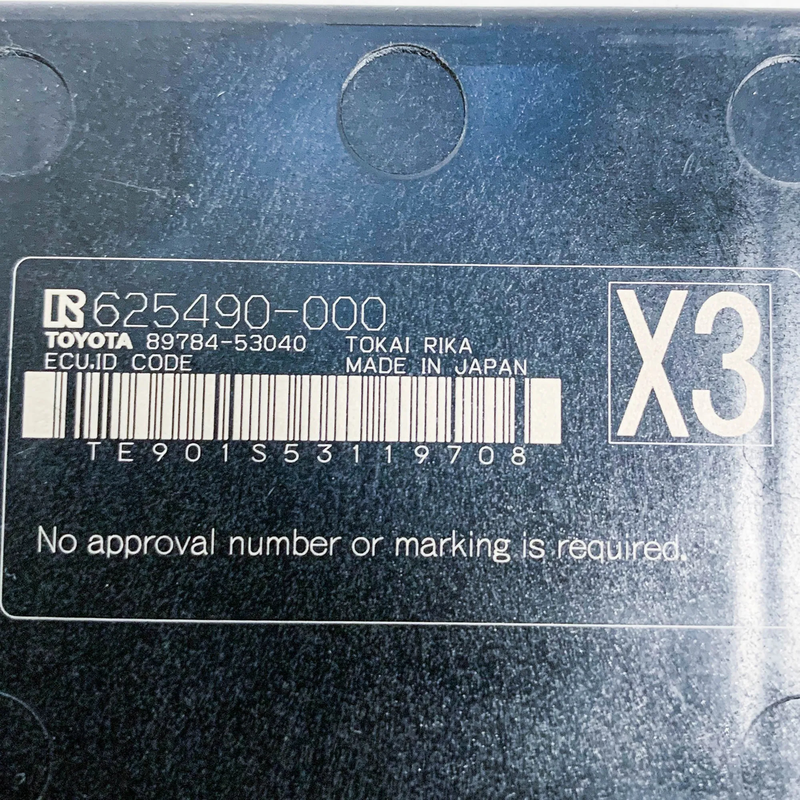 625490-000
TOYOTA 89784-53040 TOKAI RIKA
ECU.ID CODE MADE IN JAPAN
X3
TE901S53119708
No approval number or marking is required.